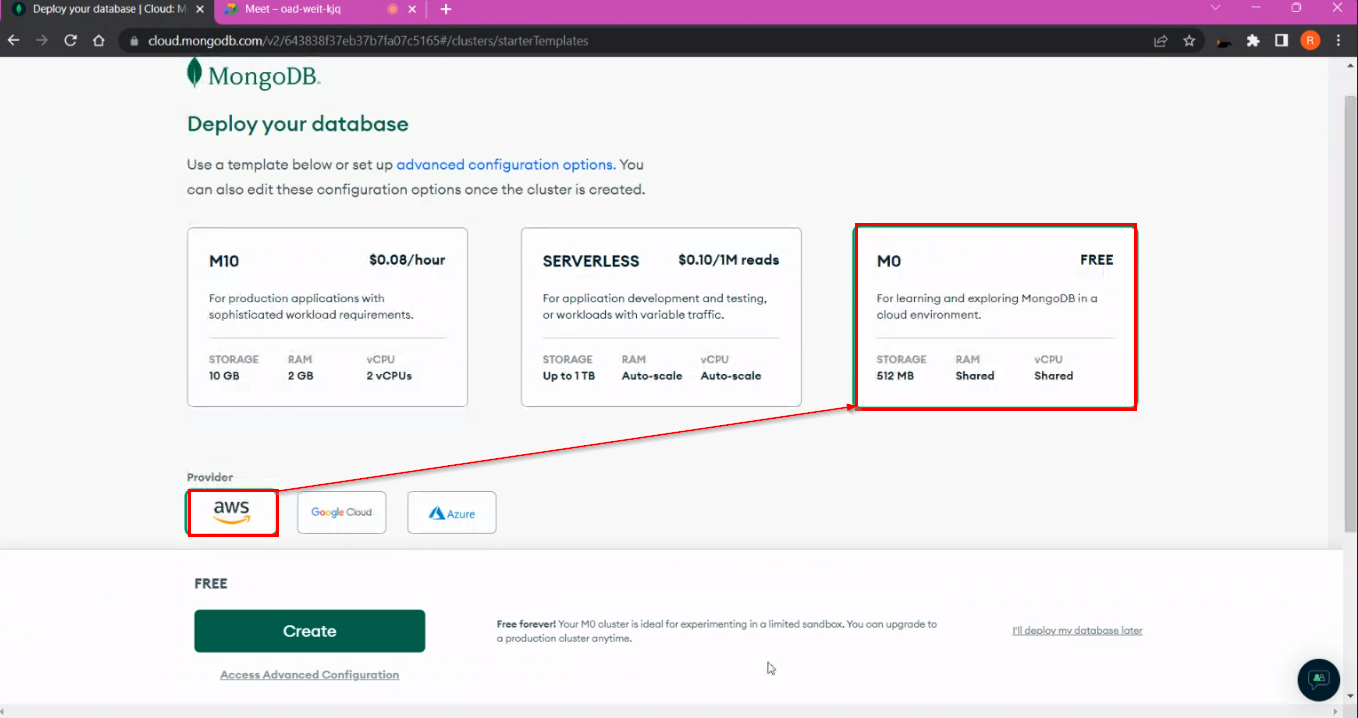 Deploy your database | Cloud: M
Meet – oad-weit-kjq
cloud.mongodb.com/v2/643838f37eb37b7fa07c5165#/clusters/starterTemplates
R
MongoDB.
Deploy your database
Use a template below or set up advanced configuration options. You
can also edit these configuration options once the cluster is created.
M10 $0.08/hour
For production applications with
sophisticated workload requirements.
STORAGE RAM vCPU
10 GB 2 GB 2 vCPUs
SERVERLESS $0.10/1M reads
For application development and testing,
or workloads with variable traffic.
STORAGE RAM vCPU
Up to 1 TB Auto-scale Auto-scale
M0 FREE
For learning and exploring MongoDB in a
cloud environment.
STORAGE RAM vCPU
512 MB Shared Shared
Provider
aws
Google Cloud
Azure
FREE
Create
Access Advanced Configuration
Free forever! Your M0 cluster is ideal for experimenting in a limited sandbox. You can upgrade to
a production cluster anytime.
I'll deploy my database later